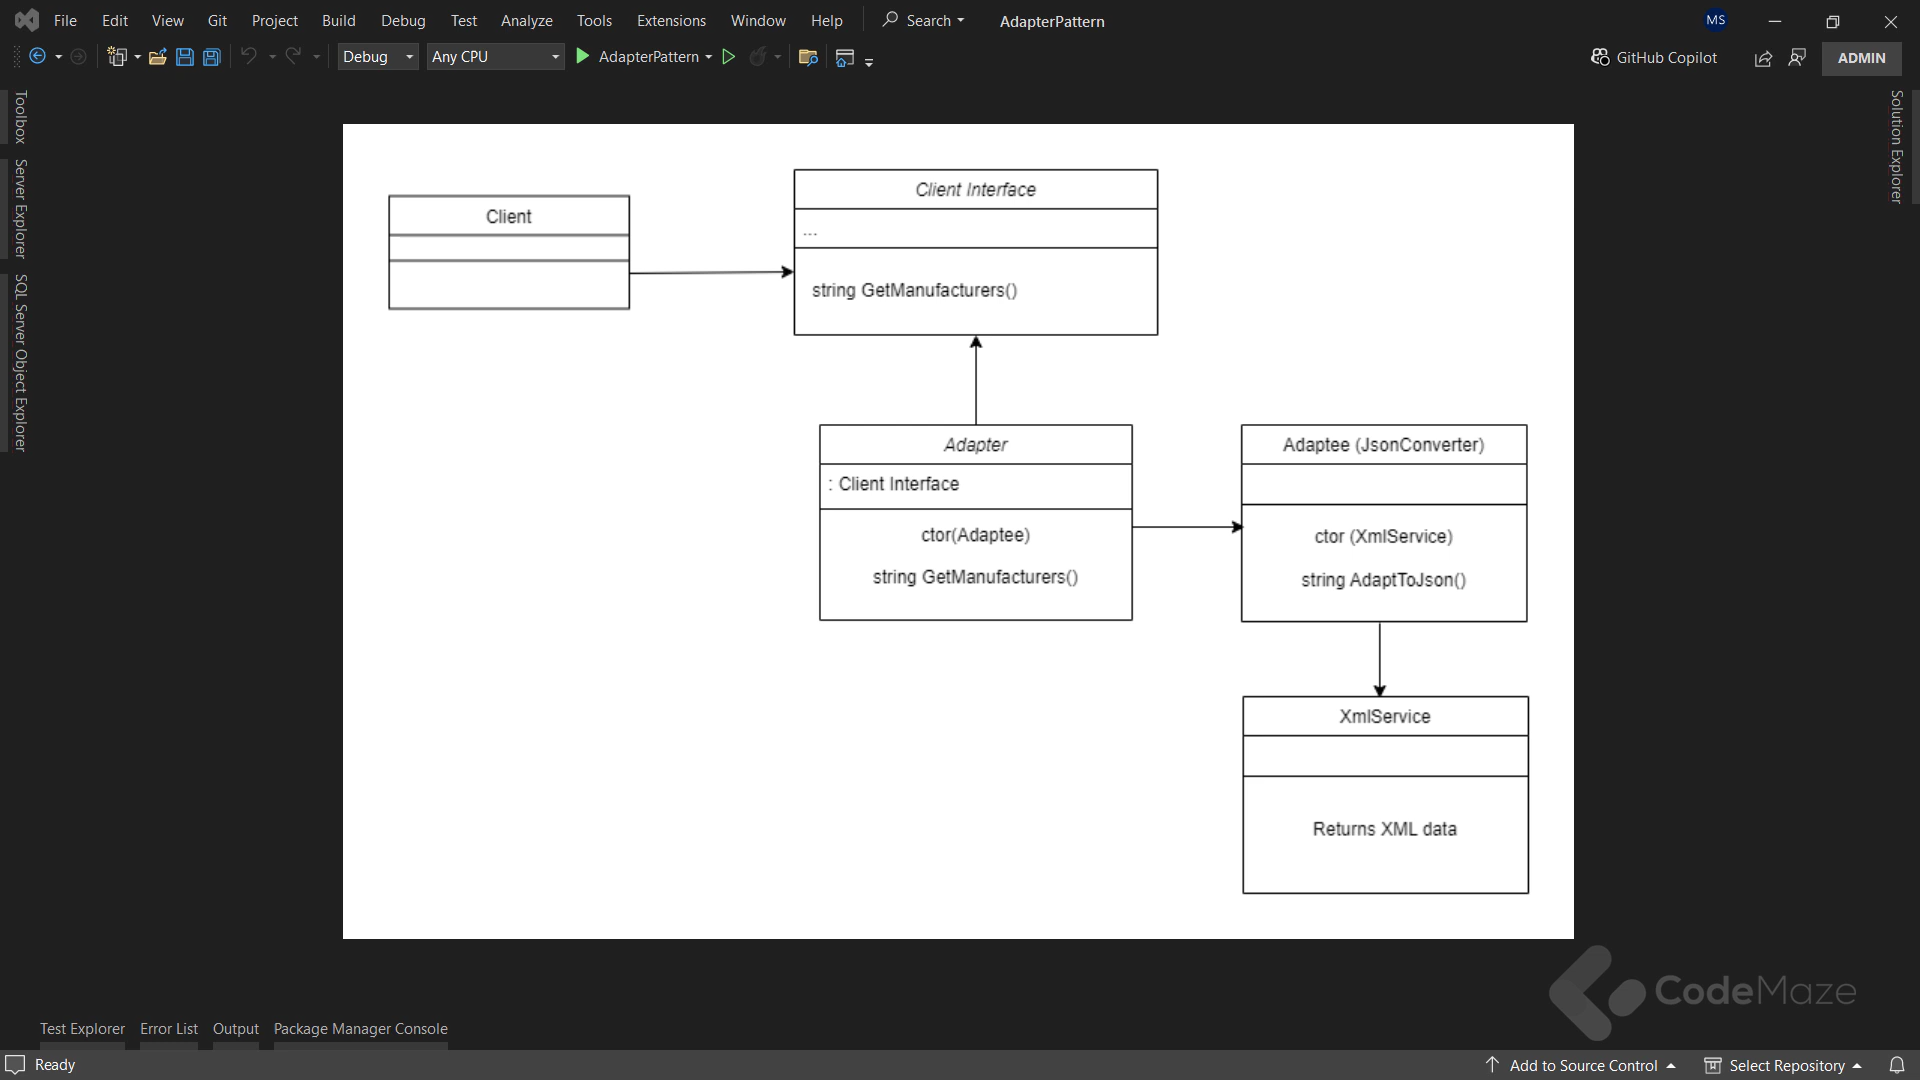 File Edit View Git Project Build Debug Test Analyze Tools Extensions Window Help Search AdapterPattern MS
Debug Any CPU AdapterPattern GitHub Copilot ADMIN
Toolbox
Server Explorer
SQL Server Object Explorer
Solution Explorer
Client
Client Interface
...
string GetManufacturers()
Adapter
: Client Interface
ctor(Adaptee)
string GetManufacturers()
Adaptee (JsonConverter)
ctor (XmlService)
string AdaptToJson()
XmlService
Returns XML data
CodeMaze
Test Explorer Error List Output Package Manager Console
Ready Add to Source Control Select Repository